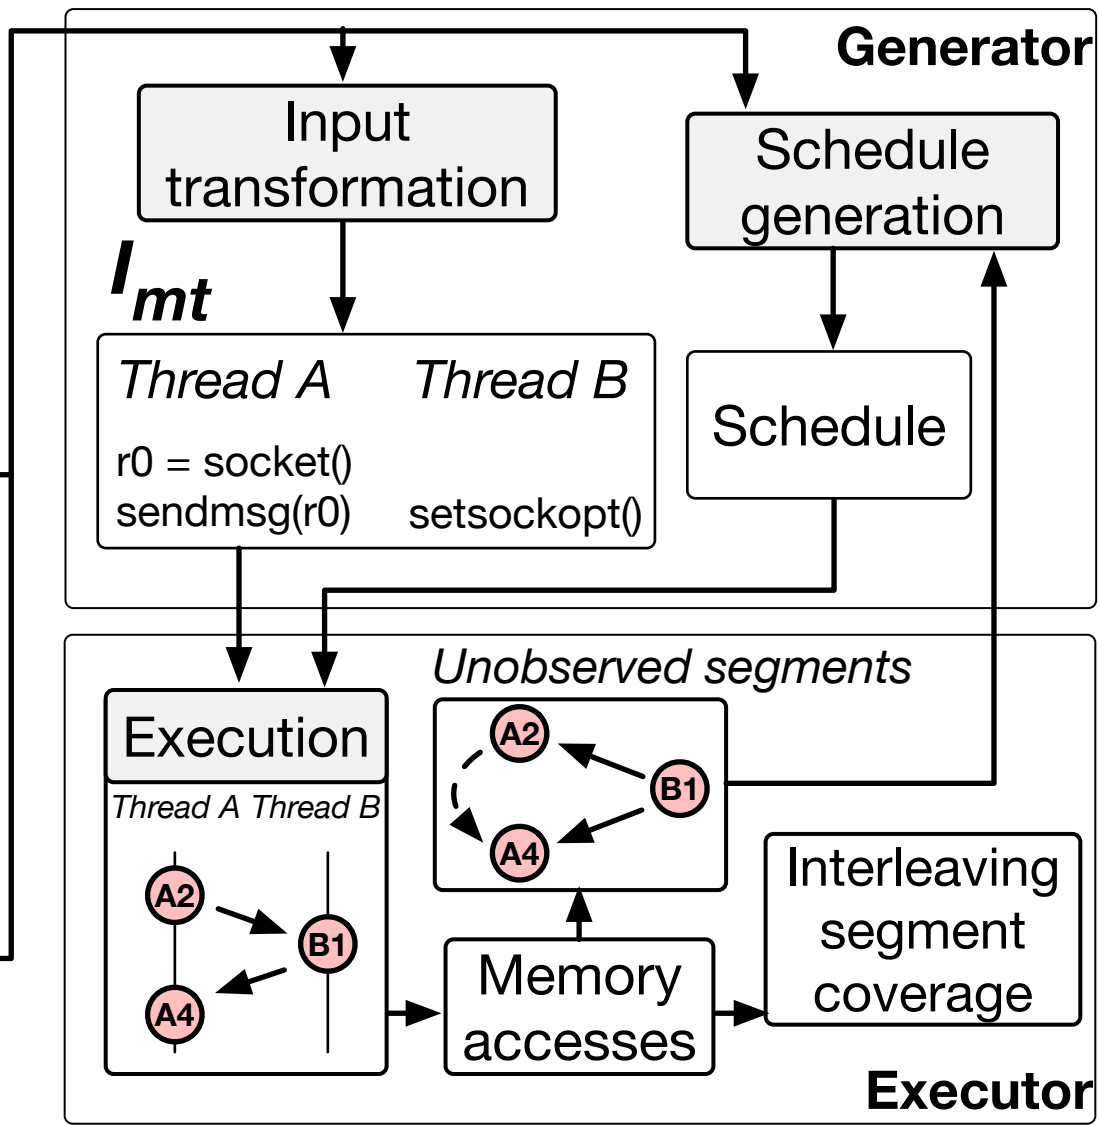 Generator
Input
transformation
Schedule
generation
I_mt
Thread A Thread B
r0 = socket()
sendmsg(r0) setsockopt()
Schedule
Unobserved segments
Execution
Thread A Thread B
A2
B1
A4
A2
B1
A4
Memory
accesses
Interleaving
segment
coverage
Executor